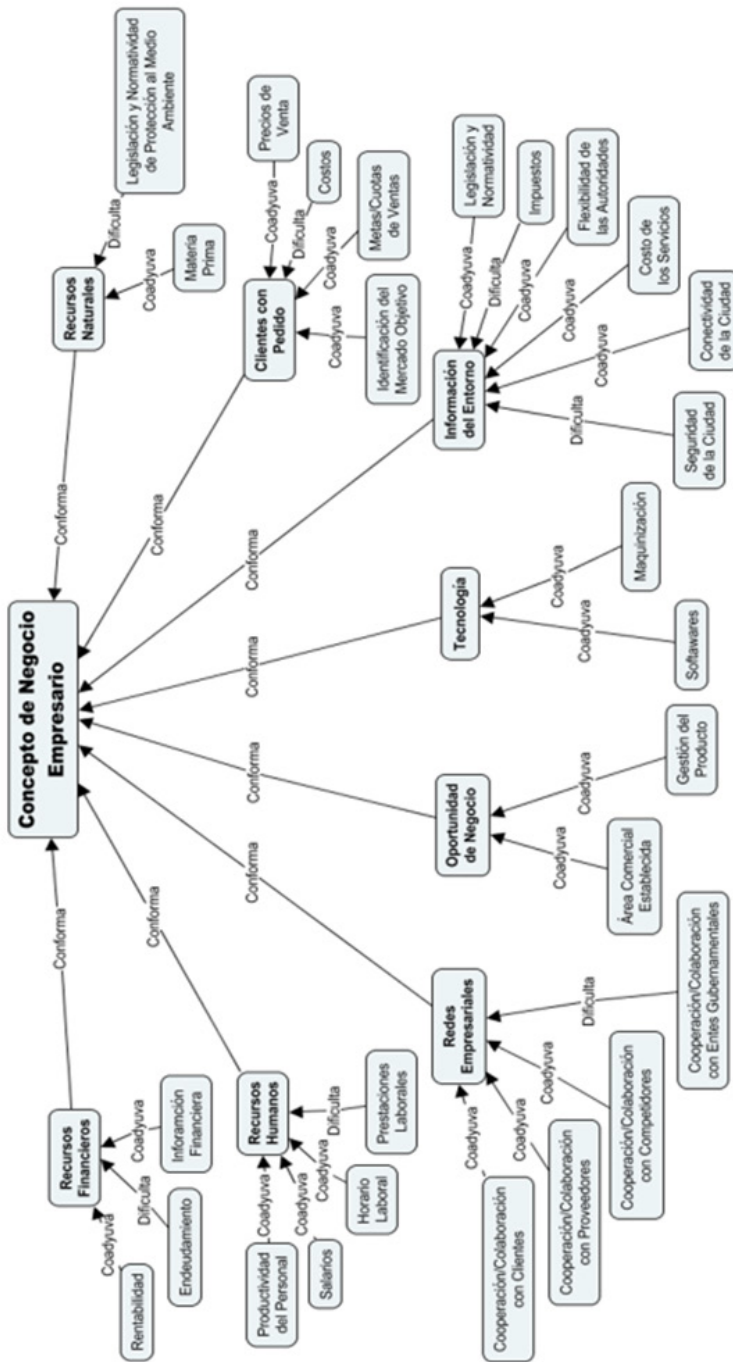 Concepto de Negocio
Empresario
Conforma
Conforma
Conforma
Conforma
Conforma
Conforma
Conforma
Conforma
Recursos
Financieros
Coadyuva
Dificulta
Coadyuva
Rentabilidad
Endeudamiento
Inforamción
Financiera
Recursos
Humanos
Coadyuva
Coadyuva
Coadyuva
Dificulta
Productividad
del Personal
Salarios
Horario
Laboral
Prestaciones
Laborales
Redes
Empresariales
Coadyuva
Coadyuva
Coadyuva
Dificulta
Cooperación/Colaboración
con Clientes
Cooperación/Colaboración
con Proveedores
Cooperación/Colaboración
con Competidores
Cooperación/Colaboración
con Entes Gubernamentales
Oportunidad
de Negocio
Coadyuva
Coadyuva
Área Comercial
Establecida
Gestión del
Producto
Tecnología
Coadyuva
Coadyuva
Softawares
Maquinización
Información
del Entorno
Dificulta
Coadyuva
Coadyuva
Coadyuva
Dificulta
Coadyuva
Seguridad
de la Ciudad
Conectividad
de la Ciudad
Costo de
los Servicios
Flexibilidad de
las Autoridades
Impuestos
Legislación y
Normatividad
Clientes con
Pedido
Coadyuva
Coadyuva
Dificulta
Coadyuva
Identificación del
Mercado Objetivo
Metas/Cuotas
de Ventas
Costos
Precios de
Venta
Recursos
Naturales
Coadyuva
Dificulta
Materia
Prima
Legislación y Normatividad
de Protección al Medio
Ambiente